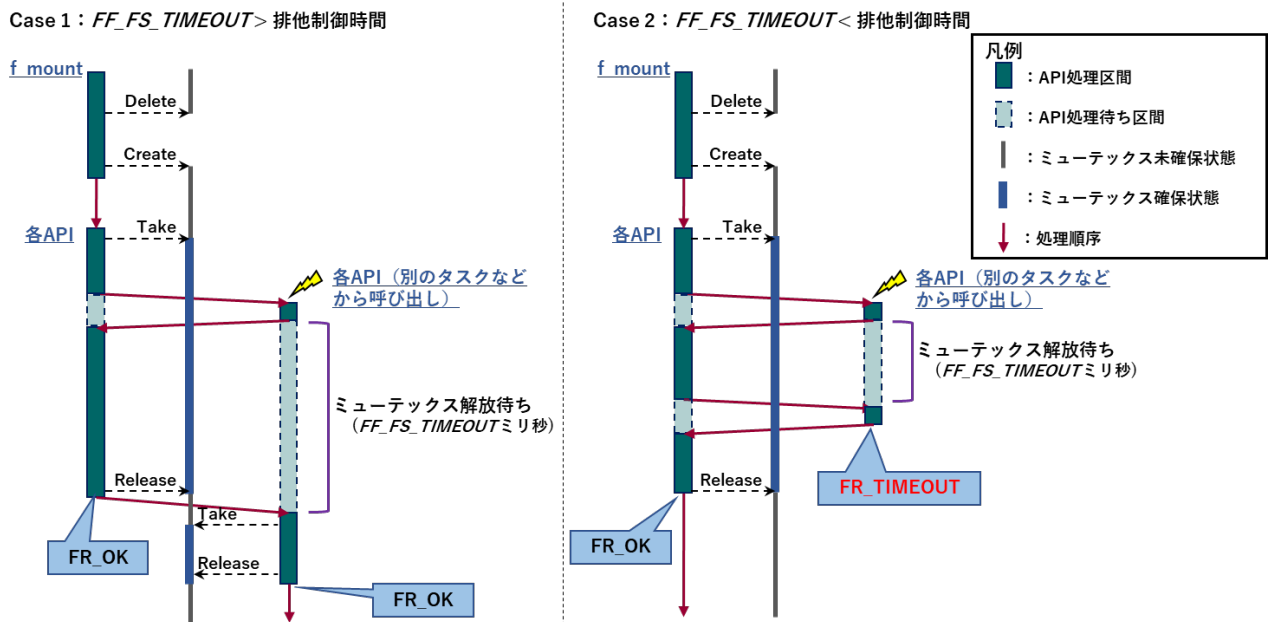 Case 1：FF_FS_TIMEOUT > 排他制御時間
f_mount
Delete
Create
各API
Take
各API（別のタスクなど
から呼び出し）
ミューテックス解放待ち
（FF_FS_TIMEOUTミリ秒）
Release
Take
FR_OK
Release
FR_OK
Case 2：FF_FS_TIMEOUT < 排他制御時間
f_mount
Delete
Create
各API
Take
各API（別のタスクなど
から呼び出し）
ミューテックス解放待ち
（FF_FS_TIMEOUTミリ秒）
Release
FR_TIMEOUT
FR_OK
凡例
：API処理区間
：API処理待ち区間
：ミューテックス未確保状態
：ミューテックス確保状態
：処理順序